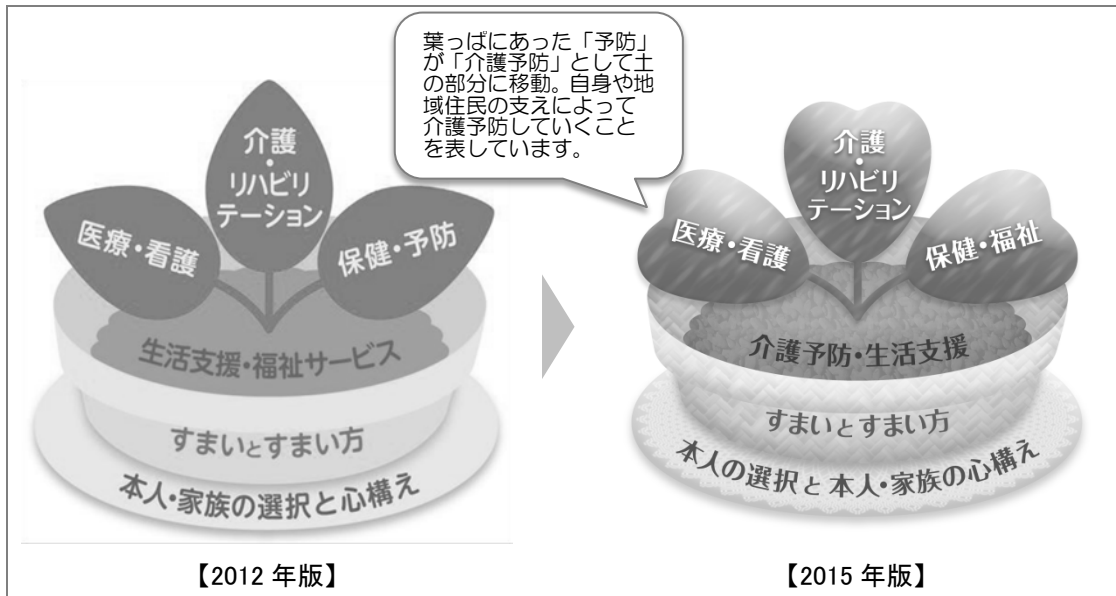 葉っぱにあった「予防」
が「介護予防」として土
の部分に移動。自身や地
域住民の支えによって
介護予防していくこと
を表しています。
介護
・
リハビリ
テーション
医療・看護
保健・予防
生活支援・福祉サービス
すまいとすまい方
本人・家族の選択と心構え
【2012 年版】
介護
・
リハビリ
テーション
医療・看護
保健・福祉
介護予防・生活支援
すまいとすまい方
本人の選択と本人・家族の心構え
【2015 年版】